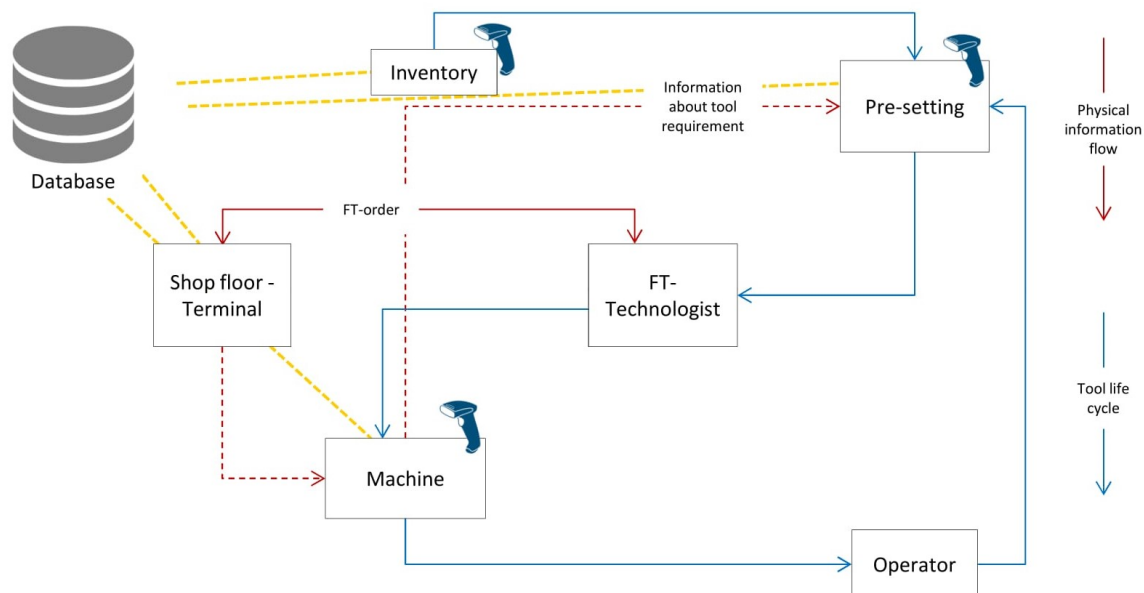 Inventory
Information
about tool
requirement
Pre-setting
Physical
information
flow
Database
FT-order
Shop floor -
Terminal
FT-
Technologist
Tool life
cycle
Machine
Operator